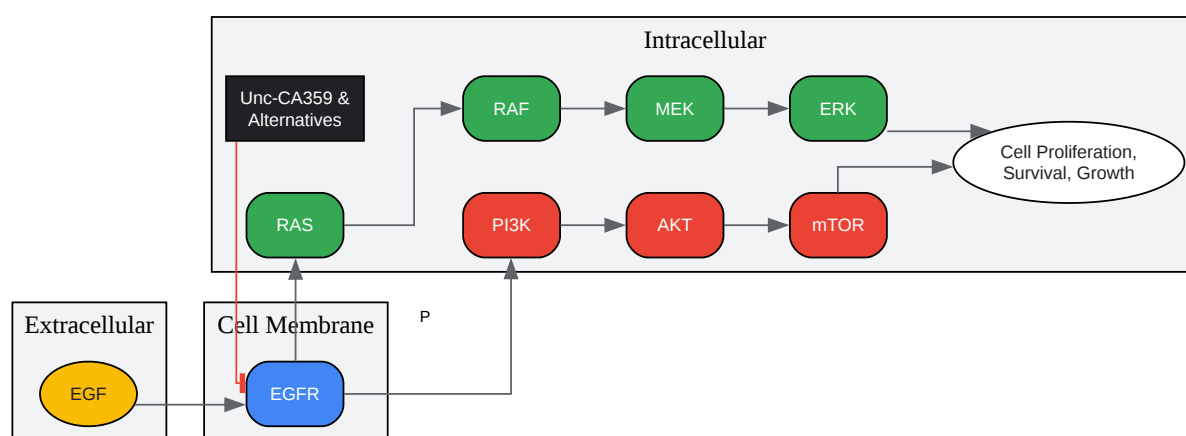 Intracellular
Unc-CA359 &
Alternatives
RAF
MEK
ERK
Cell Proliferation,
Survival, Growth
RAS
PI3K
AKT
mTOR
Extracellular
Cell Membrane
P
EGF
EGFR